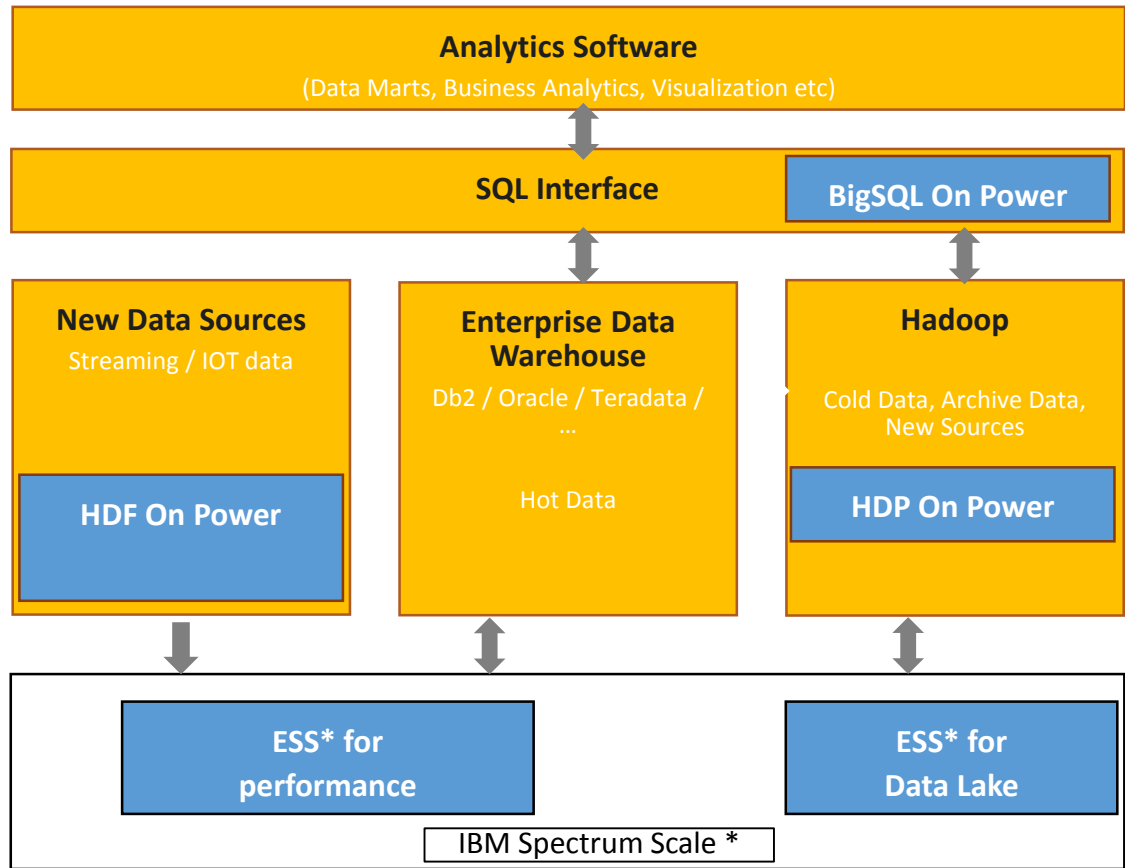 Analytics Software
(Data Marts, Business Analytics, Visualization etc)
SQL Interface
BigSQL On Power
New Data Sources
Streaming / IOT data
HDF On Power
Enterprise Data
Warehouse
Db2 / Oracle / Teradata /
...
Hot Data
Hadoop
Cold Data, Archive Data,
New Sources
HDP On Power
ESS* for
performance
ESS* for
Data Lake
IBM Spectrum Scale *